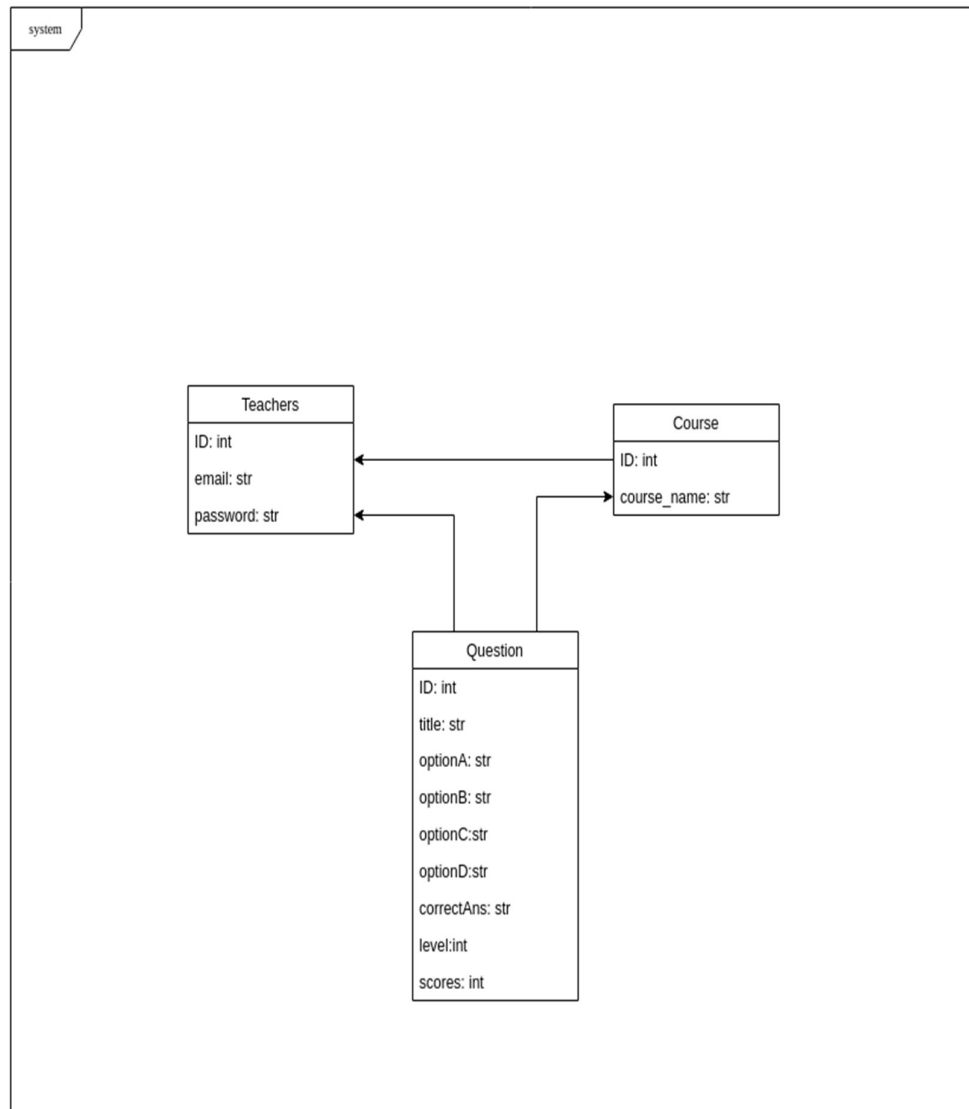 system
Teachers
ID: int
email: str
password: str
Course
ID: int
course_name: str
Question
ID: int
title: str
optionA: str
optionB: str
optionC:str
optionD:str
correctAns: str
level:int
scores: int